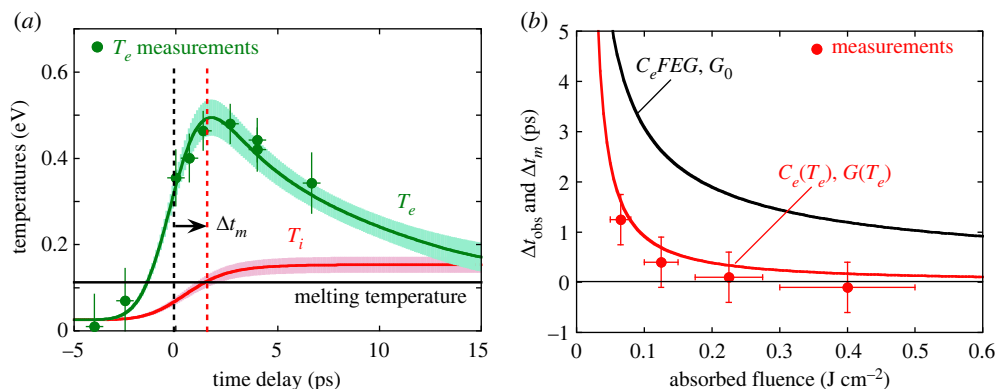 (a)
0.6
0.4
0.2
0
temperatures (eV)
T_e measurements
Δt_m
T_e
T_i
melting temperature
−5
0
5
10
15
time delay (ps)
(b)
5
4
3
2
1
0
−1
Δt_obs and Δt_m (ps)
measurements
C_eFEG, G_0
C_e(T_e), G(T_e)
0
0.1
0.2
0.3
0.4
0.5
0.6
absorbed fluence (J cm⁻²)